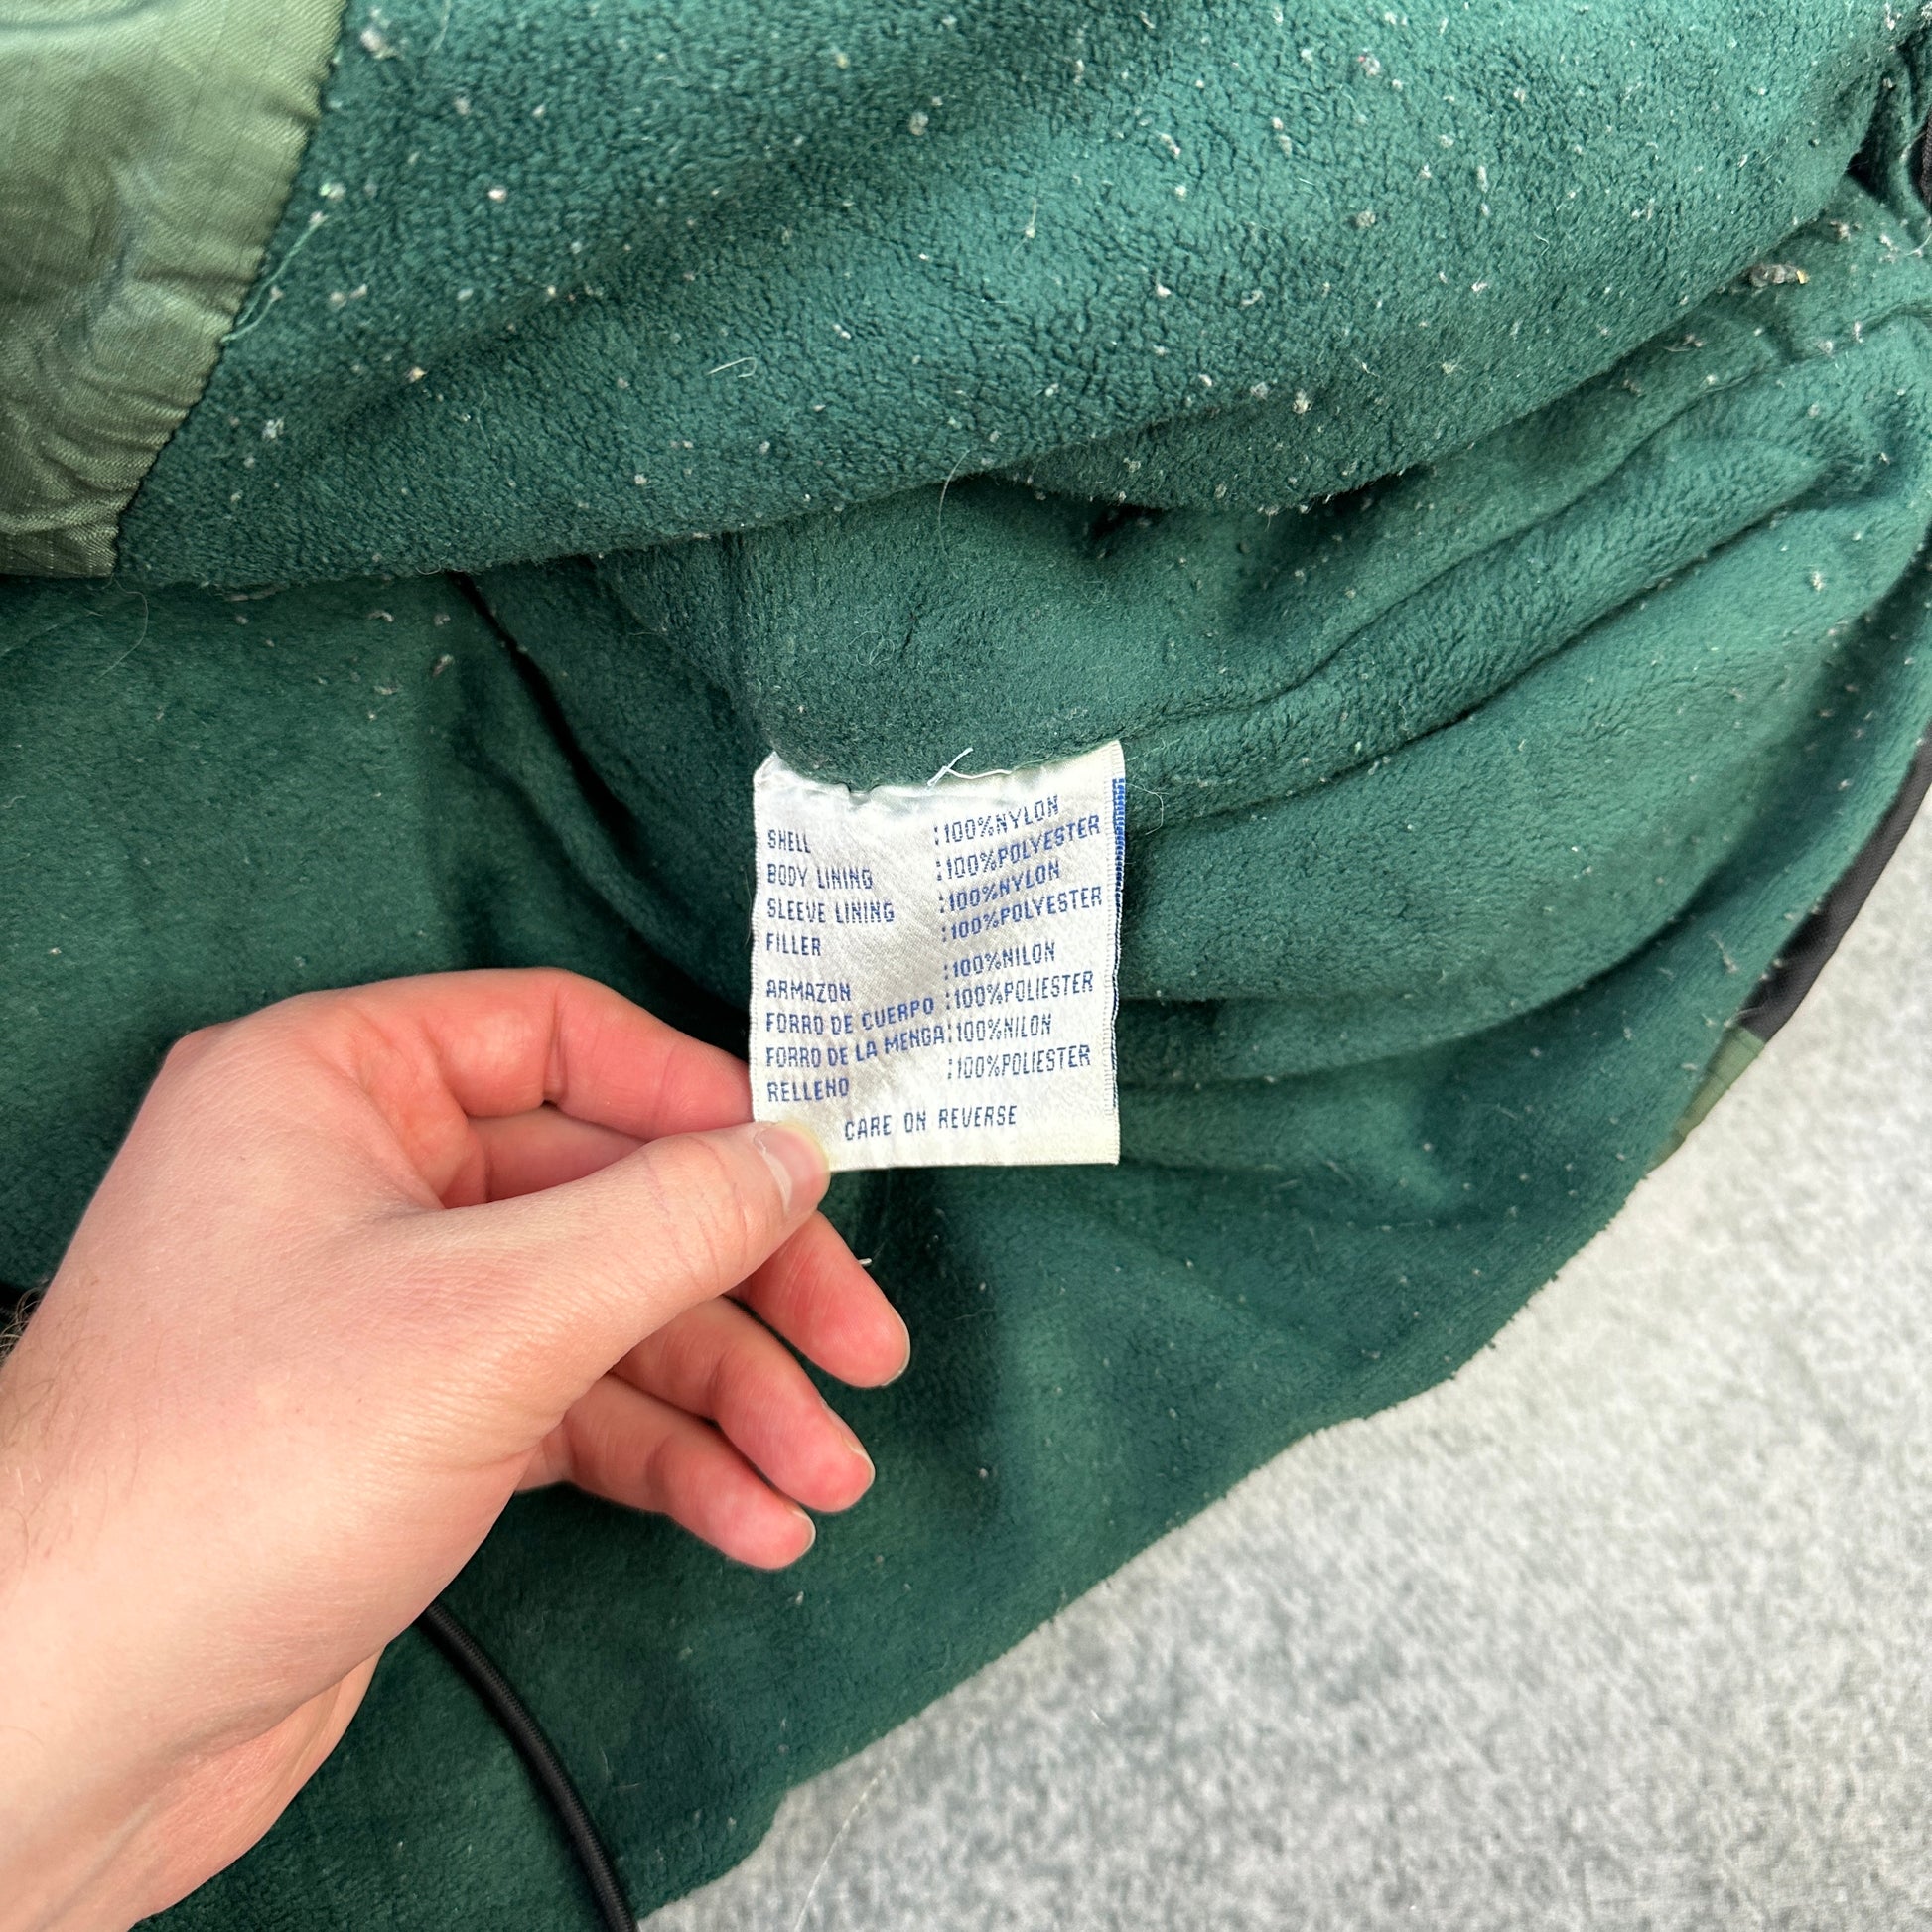 SHELL :100%NYLON
BODY LINING :100%POLYESTER
SLEEVE LINING :100%NYLON
FILLER :100%POLYESTER
ARMAZON :100%NILON
FORRO DE CUERPO :100%POLIESTER
FORRO DE LA MENGA:100%NILON
RELLENO :100%POLIESTER
CARE ON REVERSE